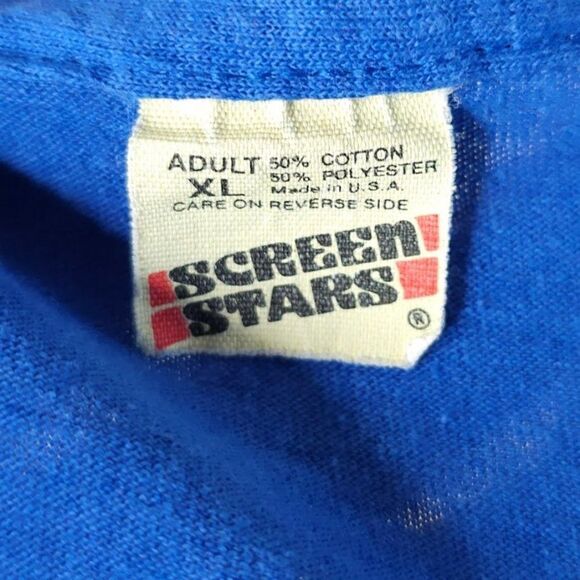 ADULT 50% COTTON
XL 50% POLYESTER
Made in U.S.A.
CARE ON REVERSE SIDE
SCREEN
STARS
®